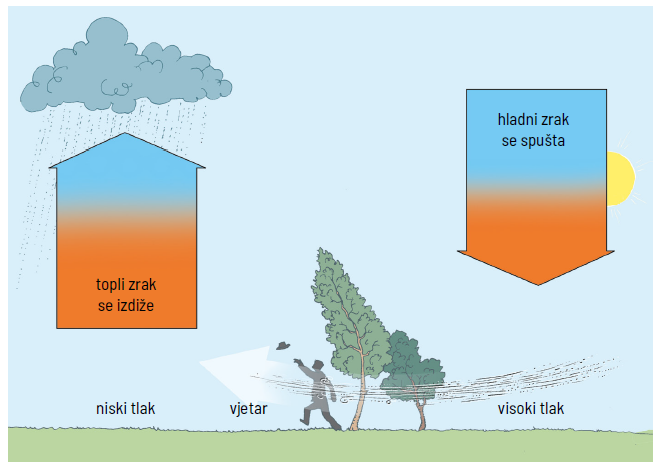 hladni zrak
se spušta
topli zrak
se izdiže
niski tlak
vjetar
visoki tlak